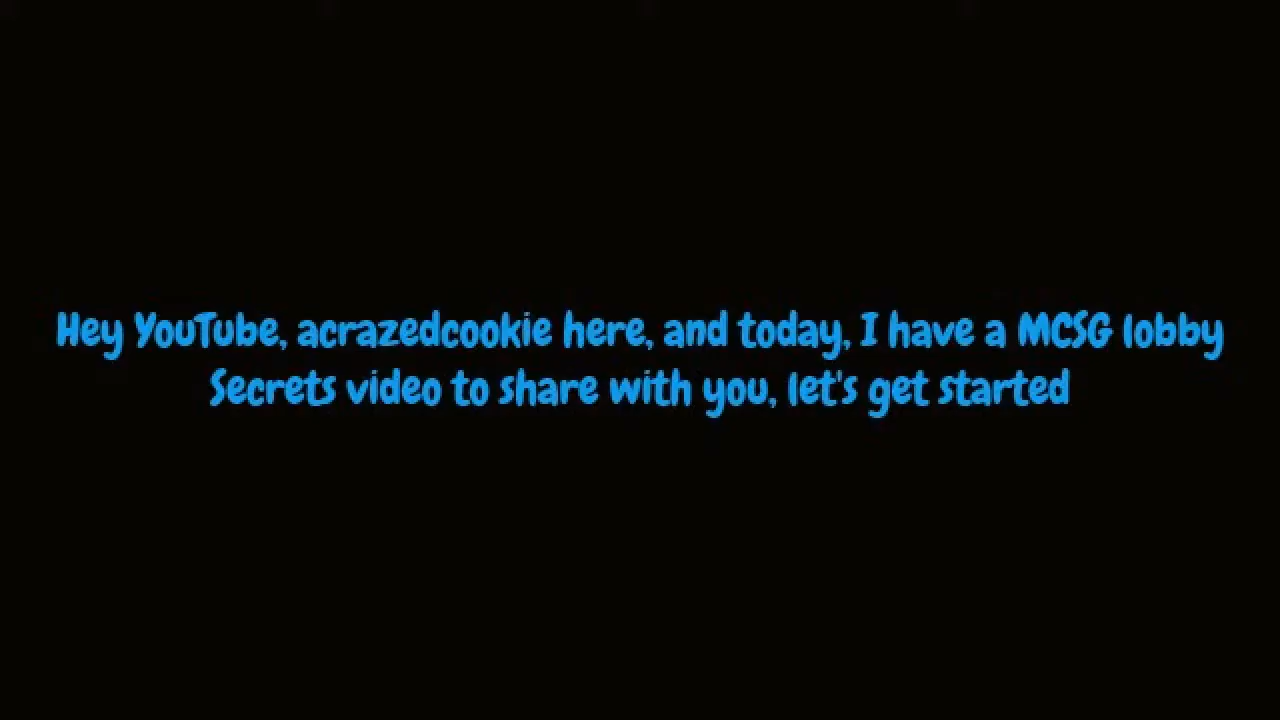 Hey YouTube, acrazedcookie here, and today, I have a MCSG lobby
Secrets video to share with you, let's get started